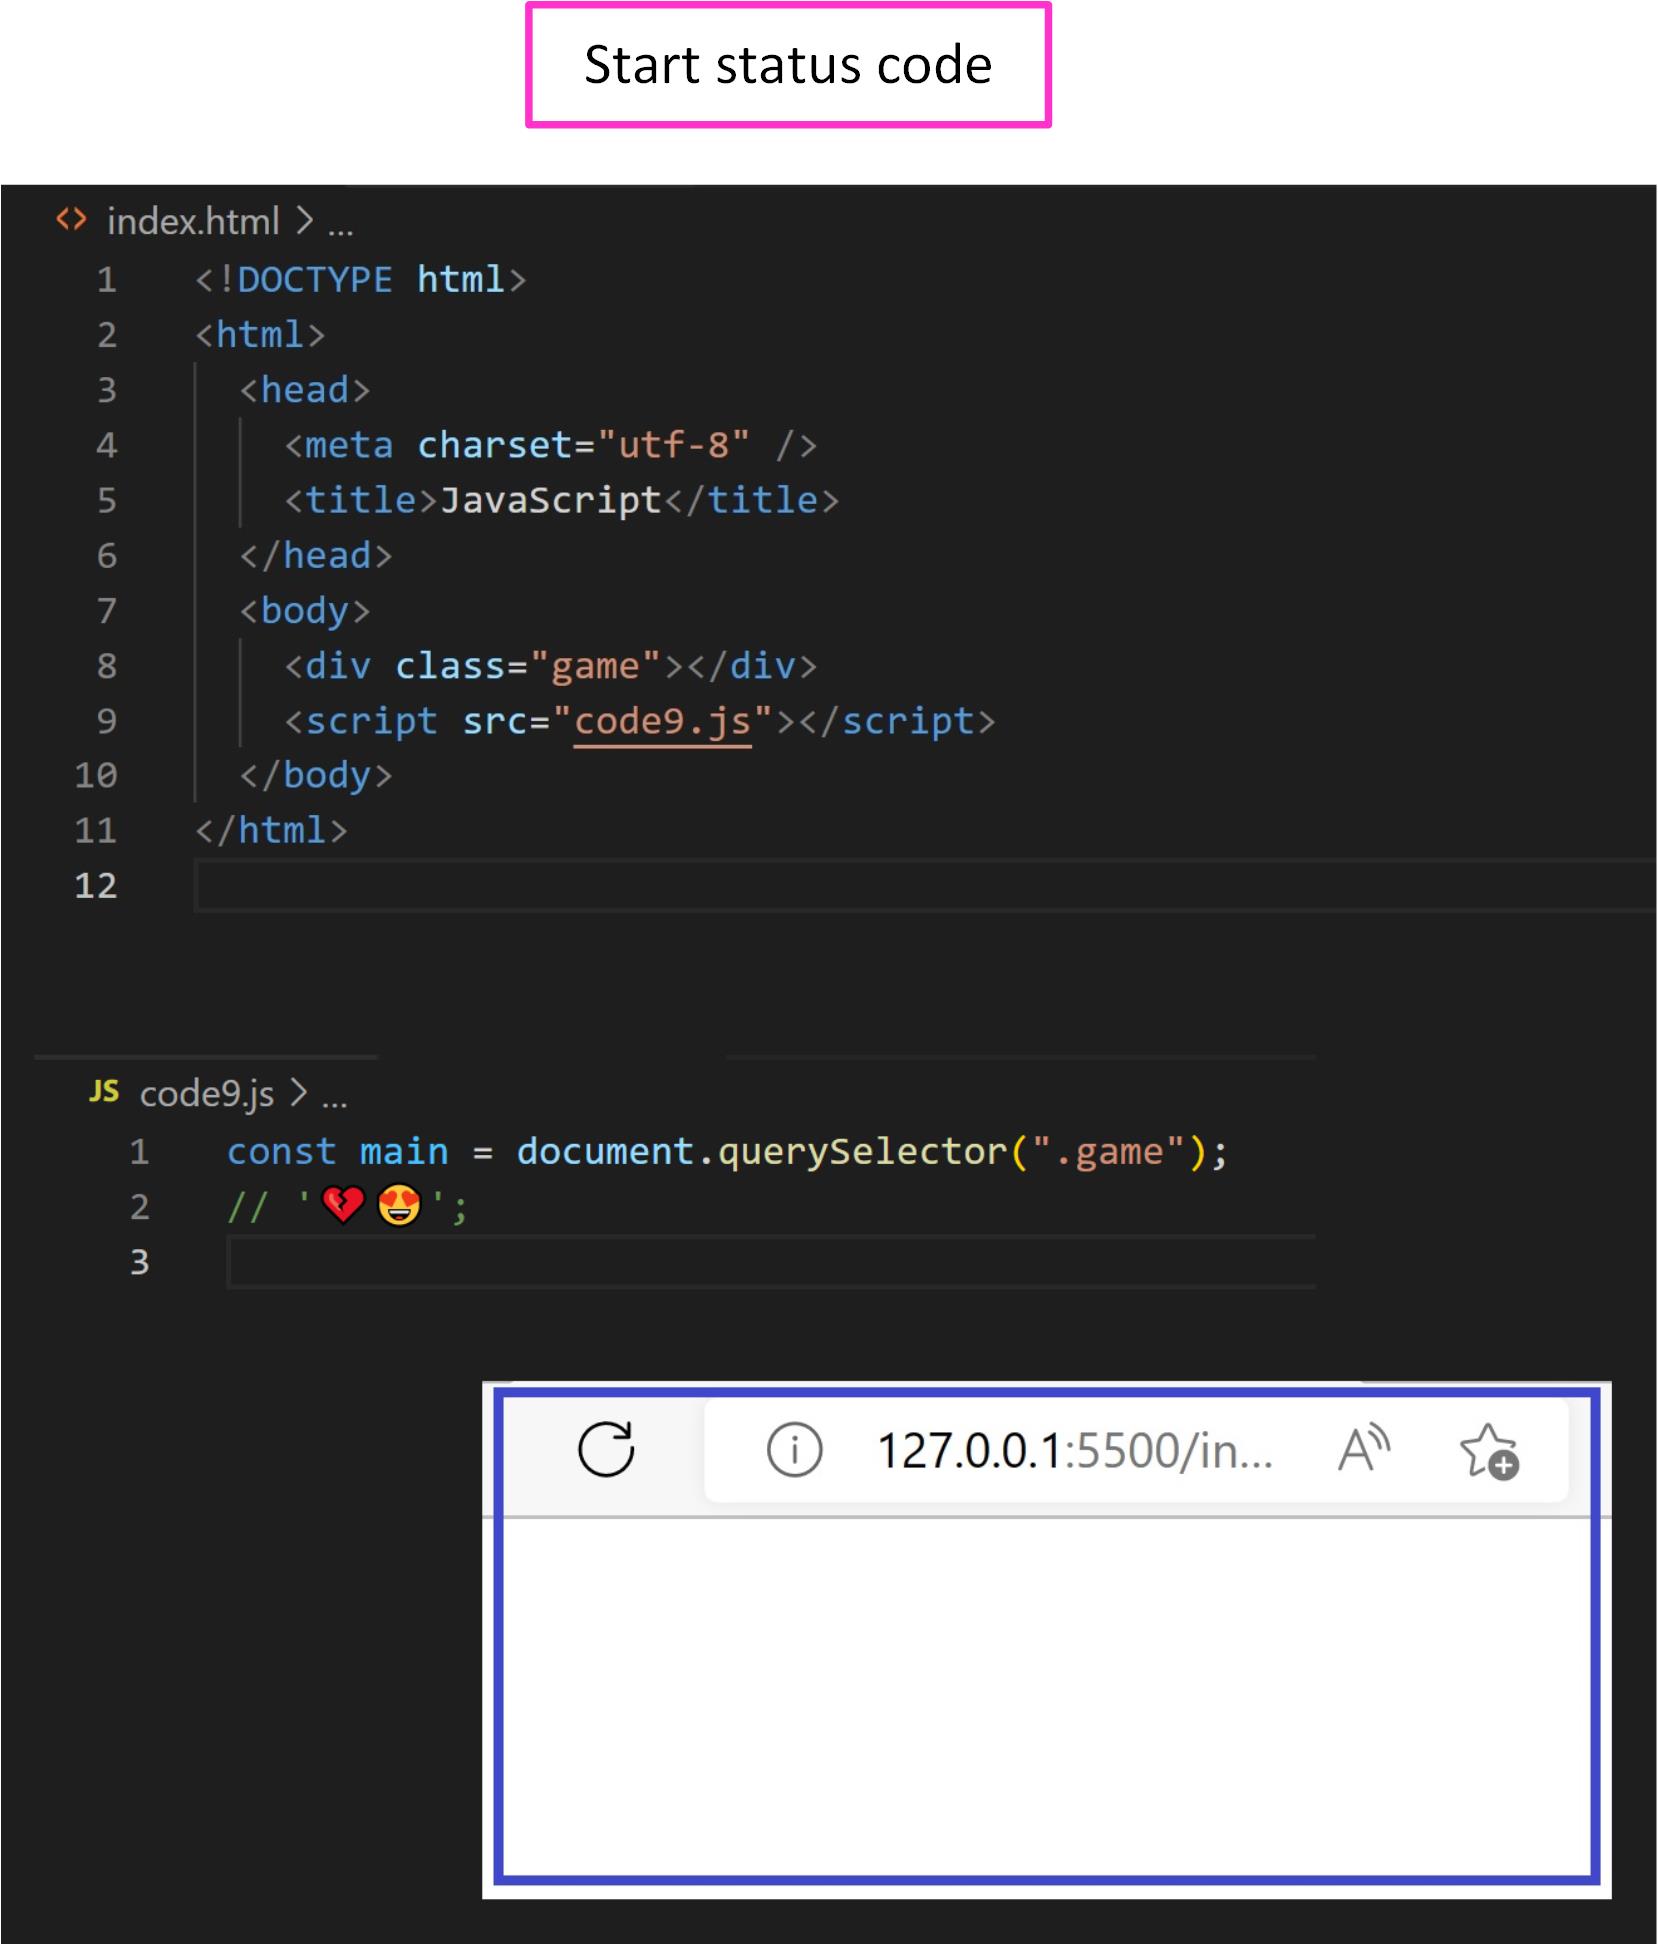 Start status code
<> index.html > ...
1 <!DOCTYPE html>
2 <html>
3 <head>
4 <meta charset="utf-8" />
5 <title>JavaScript</title>
6 </head>
7 <body>
8 <div class="game"></div>
9 <script src="code9.js"></script>
10 </body>
11 </html>
12
JS code9.js > ...
1 const main = document.querySelector(".game");
2 // '💔😍';
3
127.0.0.1:5500/in...